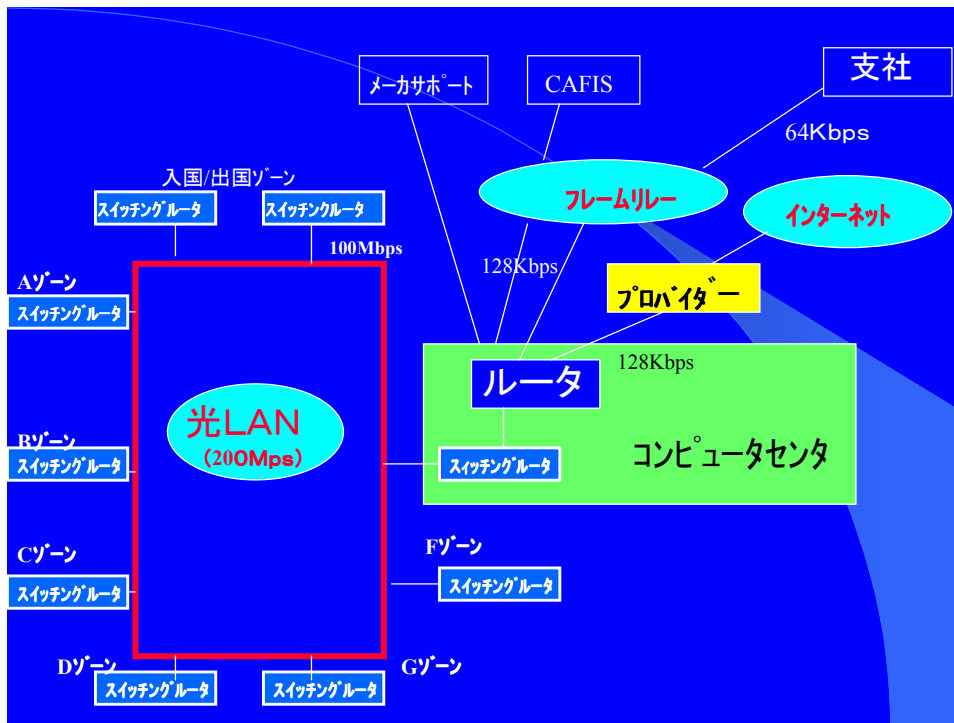 メーカサポート
CAFIS
支社
64Kbps
入国/出国ゾーン
スイッチングルータ
スイッチンクルータ
フレームリレー
インターネット
100Mbps
128Kbps
プロバイダー
Aゾーン
スイッチングルータ
128Kbps
ルータ
光LAN
(200Mps)
Bゾーン
スイッチングルータ
スィッチングルータ
コンピュータセンタ
Cゾーン
スイッチングルータ
Fゾーン
スイッチングルータ
Dゾーン
スイッチングルータ
Gゾーン
スイッチングルータ